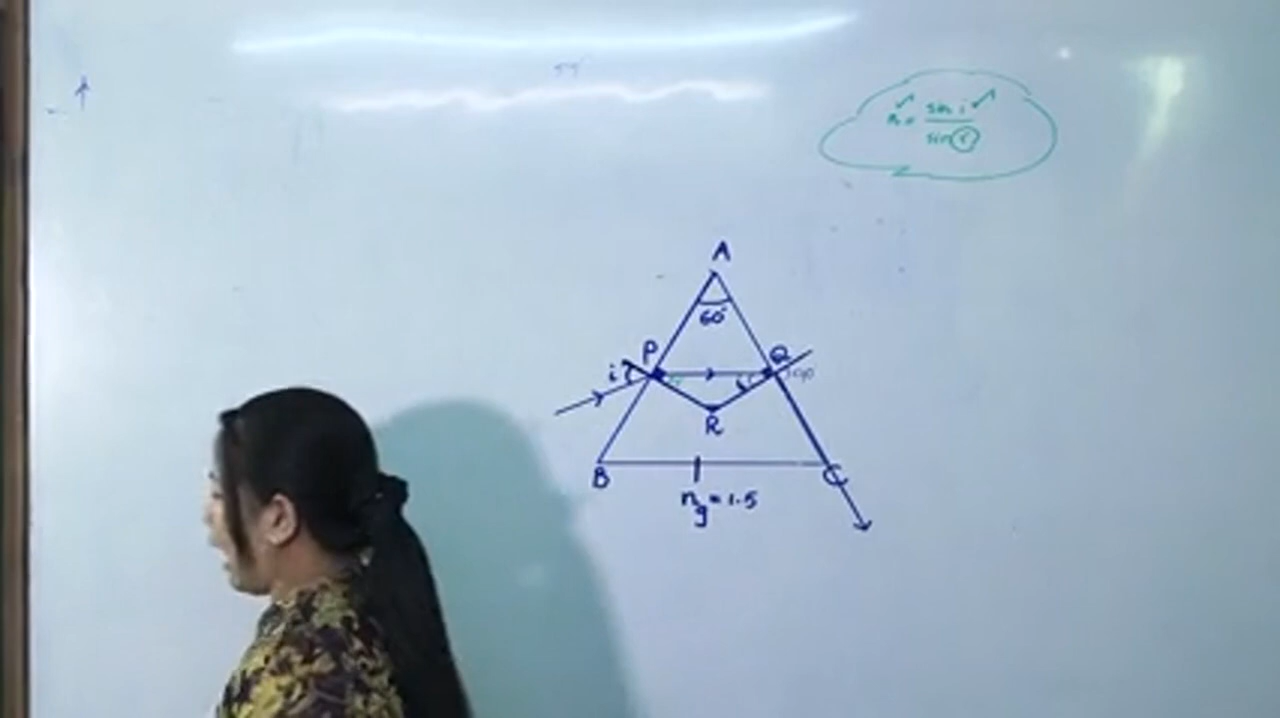 n = sin i
sin r
A
60°
P
Q
i
r
90°
R
B
C
ng = 1.5